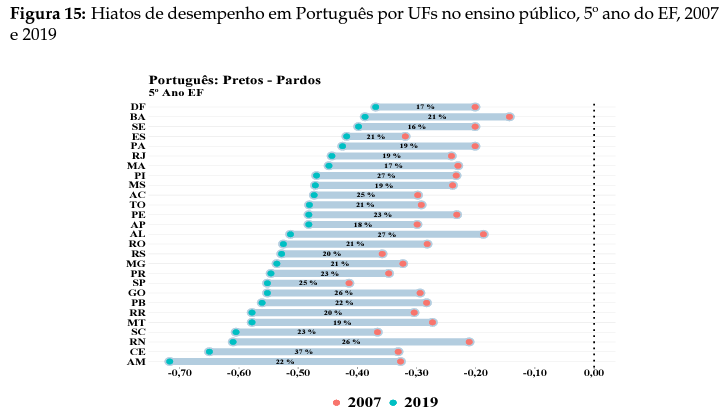 Figura 15: Hiatos de desempenho em Português por UFs no ensino público, 5º ano do EF, 2007
e 2019
Português: Pretos - Pardos
5º Ano EF
DF 17 %
BA 21 %
SE 16 %
ES 21 %
PA 19 %
RJ 19 %
MA 17 %
PI 27 %
MS 19 %
AC 25 %
TO 21 %
PE 23 %
AP 18 %
AL 27 %
RO 21 %
RS 20 %
MG 21 %
PR 23 %
SP 25 %
GO 26 %
PB 22 %
RR 20 %
MT 19 %
SC 23 %
RN 26 %
CE 37 %
AM 22 %
-0,70 -0,60 -0,50 -0,40 -0,30 -0,20 -0,10 0,00
2007 2019